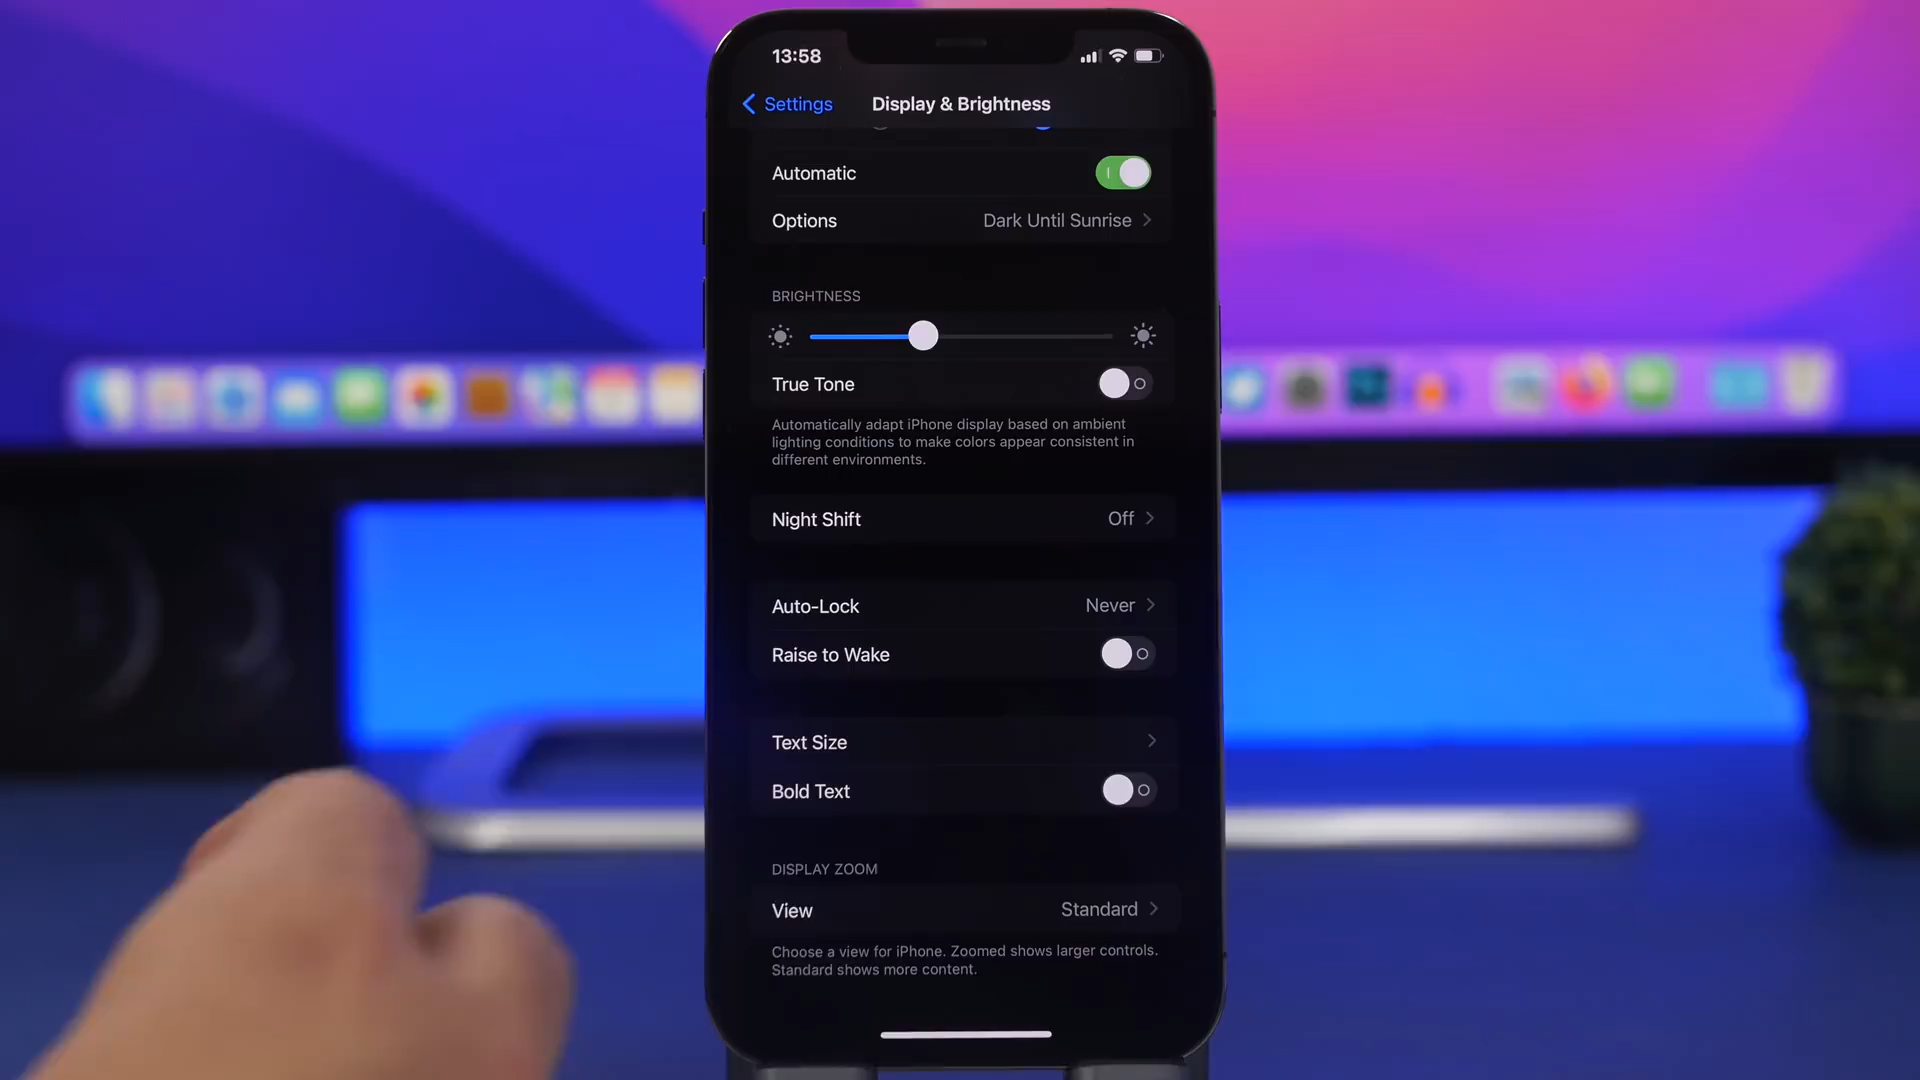 13:58
Settings
Display & Brightness
Automatic
Options
Dark Until Sunrise
BRIGHTNESS
True Tone
Automatically adapt iPhone display based on ambient
lighting conditions to make colors appear consistent in
different environments.
Night Shift
Off
Auto-Lock
Never
Raise to Wake
Text Size
Bold Text
DISPLAY ZOOM
View
Standard
Choose a view for iPhone. Zoomed shows larger controls.
Standard shows more content.